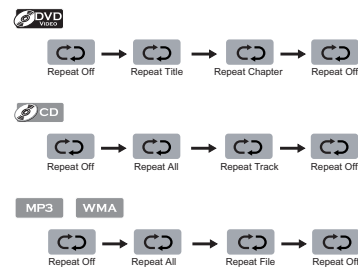 DVD
VIDEO
Repeat Off Repeat Title Repeat Chapter Repeat Off
CD
Repeat Off Repeat All Repeat Track Repeat Off
MP3 WMA
Repeat Off Repeat All Repeat File Repeat Off